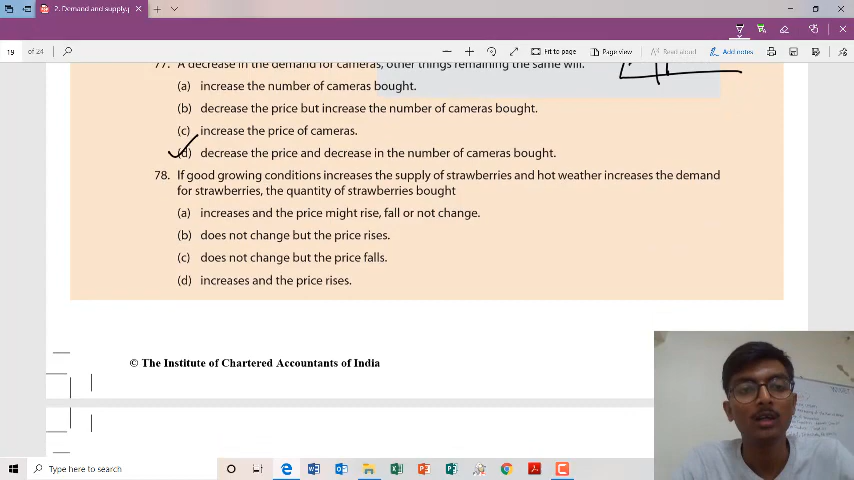 2. Demand and supply.p
19 of 24
Fit to page
Read aloud
Add notes
77. A decrease in the demand for cameras, other things remaining the same will:
(a) increase the number of cameras bought.
(b) decrease the price but increase the number of cameras bought.
(c) increase the price of cameras.
(d) decrease the price and decrease in the number of cameras bought.
78. If good growing conditions increases the supply of strawberries and hot weather increases the demand
for strawberries, the quantity of strawberries bought
(a) increases and the price might rise, fall or not change.
(b) does not change but the price rises.
(c) does not change but the price falls.
(d) increases and the price rises.
© The Institute of Chartered Accountants of India
Type here to search